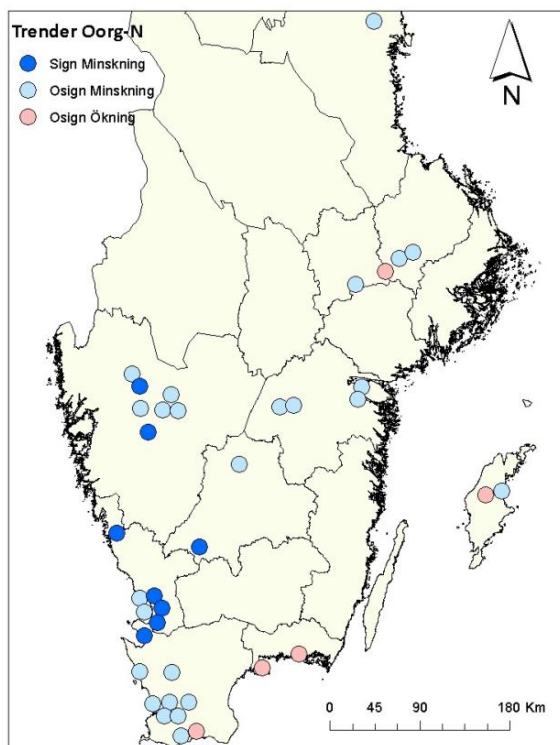 Trender Oorg-N
Sign Minskning
Osign Minskning
Osign Ökning
N
0 45 90 180 Km